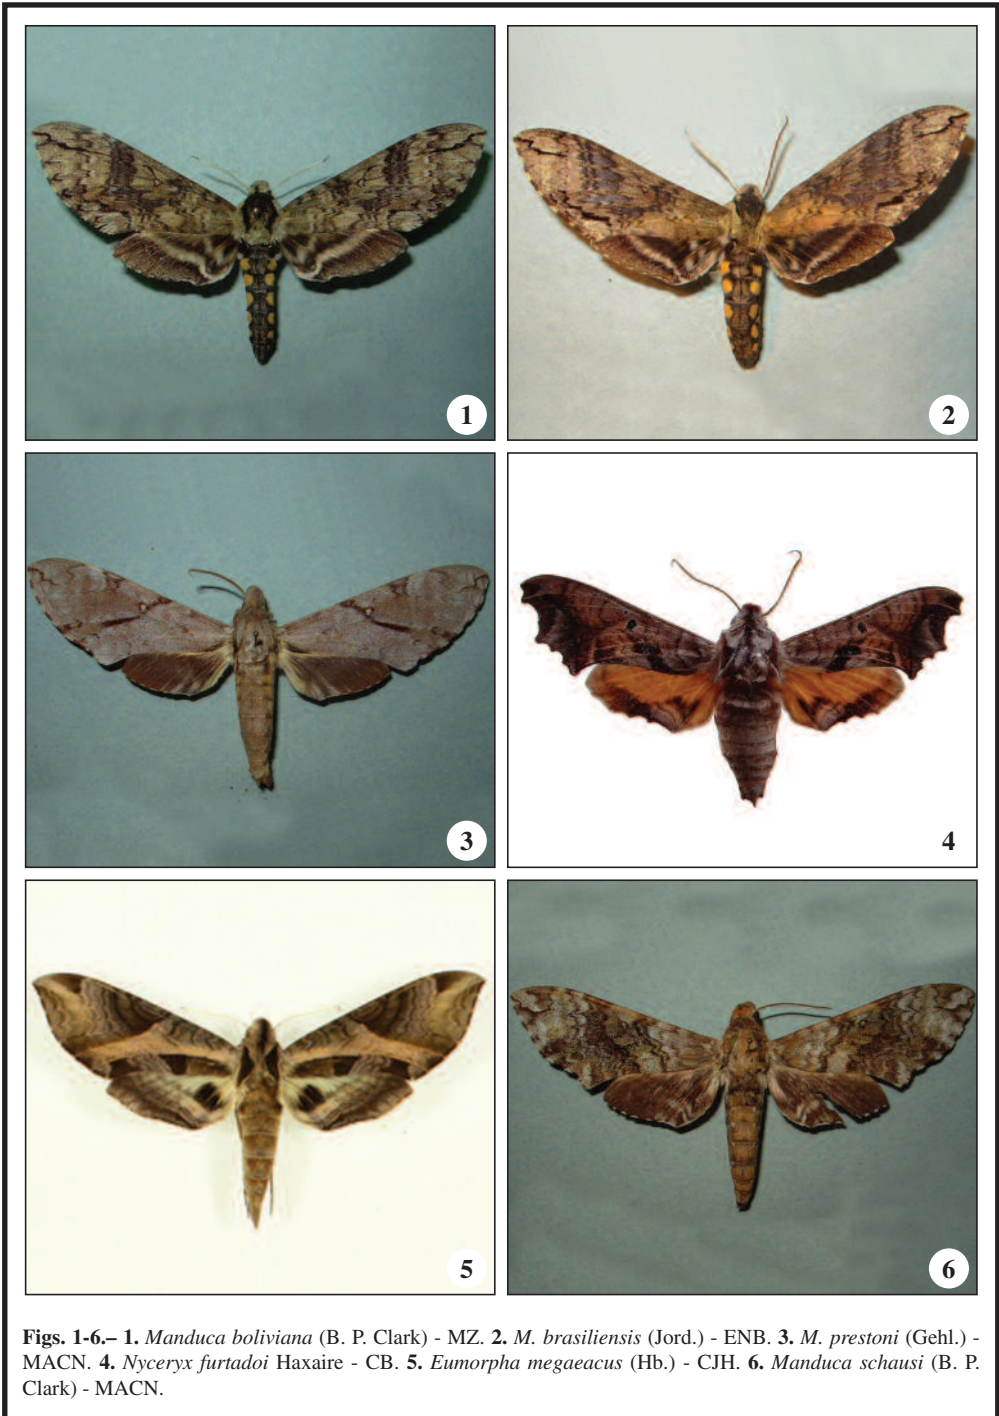 1
2
3
4
5
6
Figs. 1-6.– 1. Manduca boliviana (B. P. Clark) - MZ. 2. M. brasiliensis (Jord.) - ENB. 3. M. prestoni (Gehl.) -
MACN. 4. Nyceryx furtadoi Haxaire - CB. 5. Eumorpha megaeacus (Hb.) - CJH. 6. Manduca schausi (B. P.
Clark) - MACN.